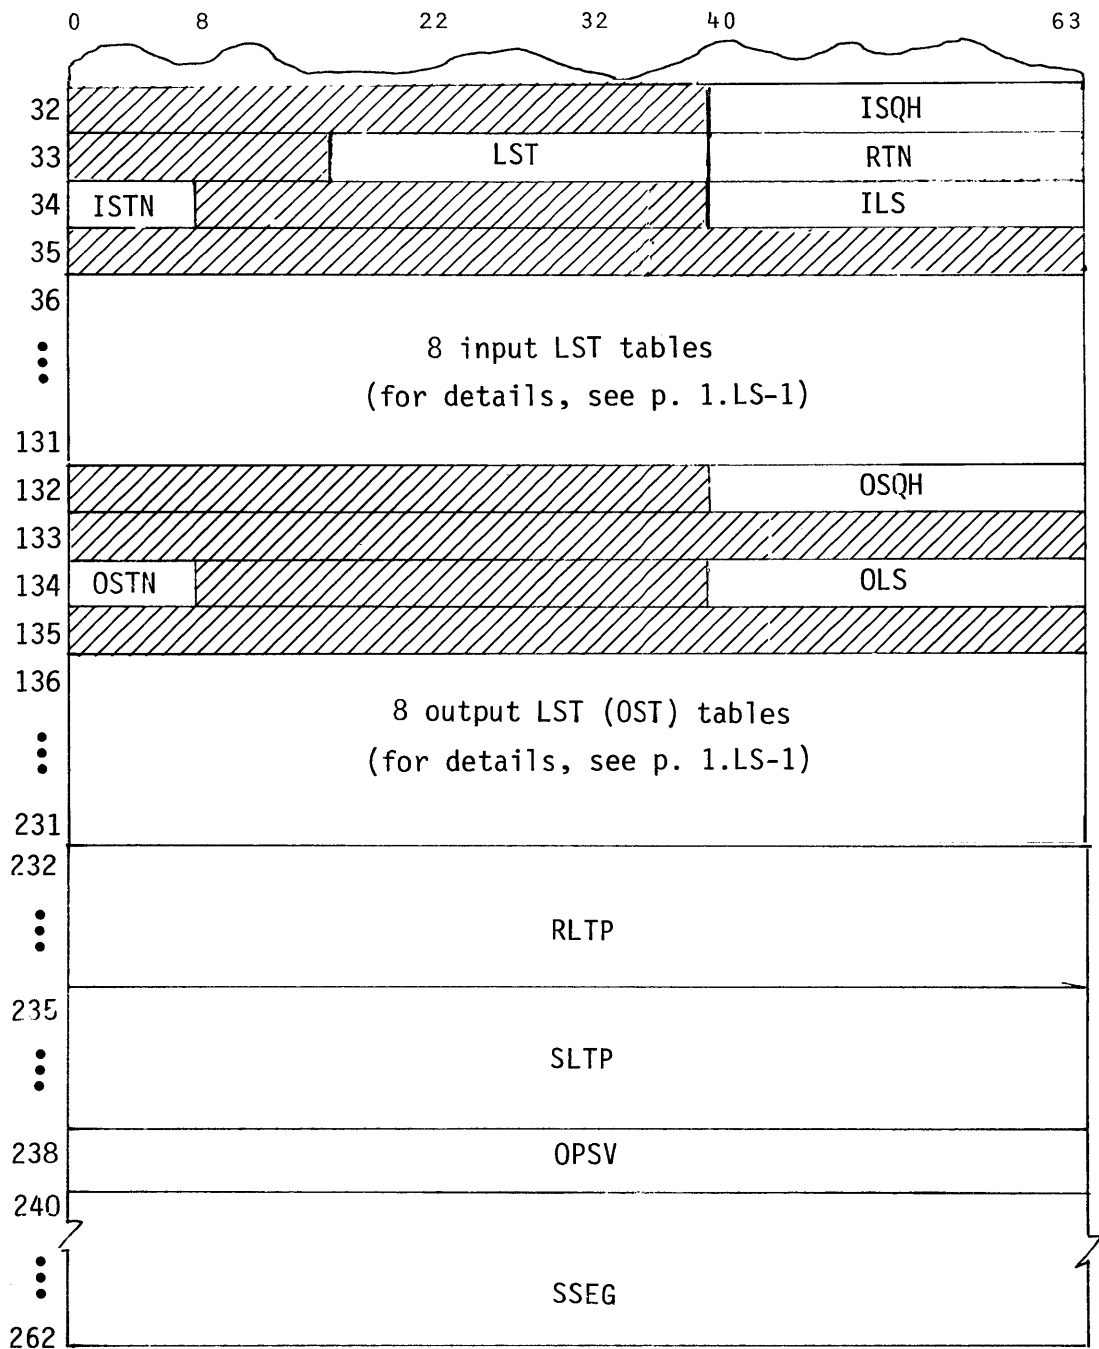 0 8 22 32 40 63
32 ISQH
33 LST RTN
34 ISTN ILS
35
36
8 input LST tables
(for details, see p. 1.LS-1)
131
132 OSQH
133
134 OSTN OLS
135
136
8 output LST (OST) tables
(for details, see p. 1.LS-1)
231
232
RLTP
235
SLTP
238 OPSV
240
SSEG
262